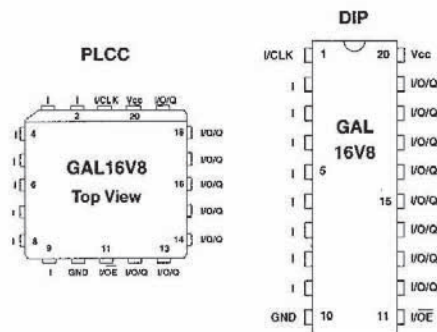 PLCC
I I I/CLK Vcc I/O/Q
2 20
I 4 18 I/O/Q
I I/O/Q
I 6 GAL16V8 16 I/O/Q
Top View
I I/O/Q
I 8 14 I/O/Q
9 11 13
I GND I/OE I/O/Q I/O/Q
DIP
I/CLK 1 20 Vcc
I I/O/Q
I I/O/Q
GAL
I 16V8 I/O/Q
I 5 I/O/Q
I 15 I/O/Q
I I/O/Q
I I/O/Q
I I/O/Q
GND 10 11 I/OE